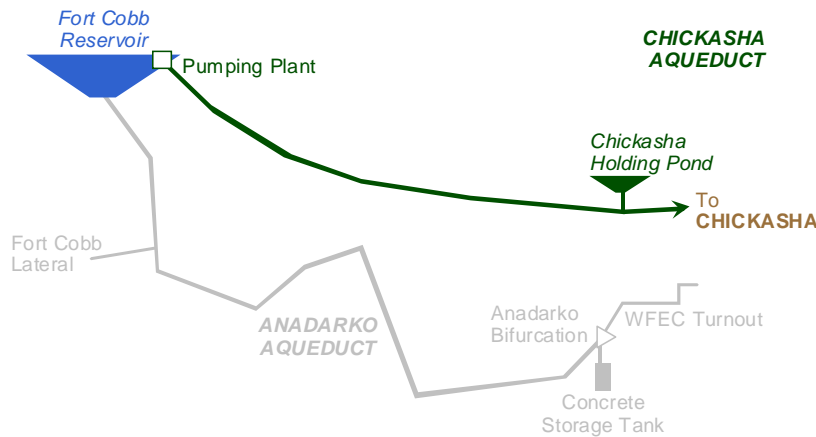 Fort Cobb
Reservoir
Pumping Plant
CHICKASHA
AQUEDUCT
Chickasha
Holding Pond
To
CHICKASHA
Fort Cobb
Lateral
ANADARKO
AQUEDUCT
Anadarko
Bifurcation
WFEC Turnout
Concrete
Storage Tank